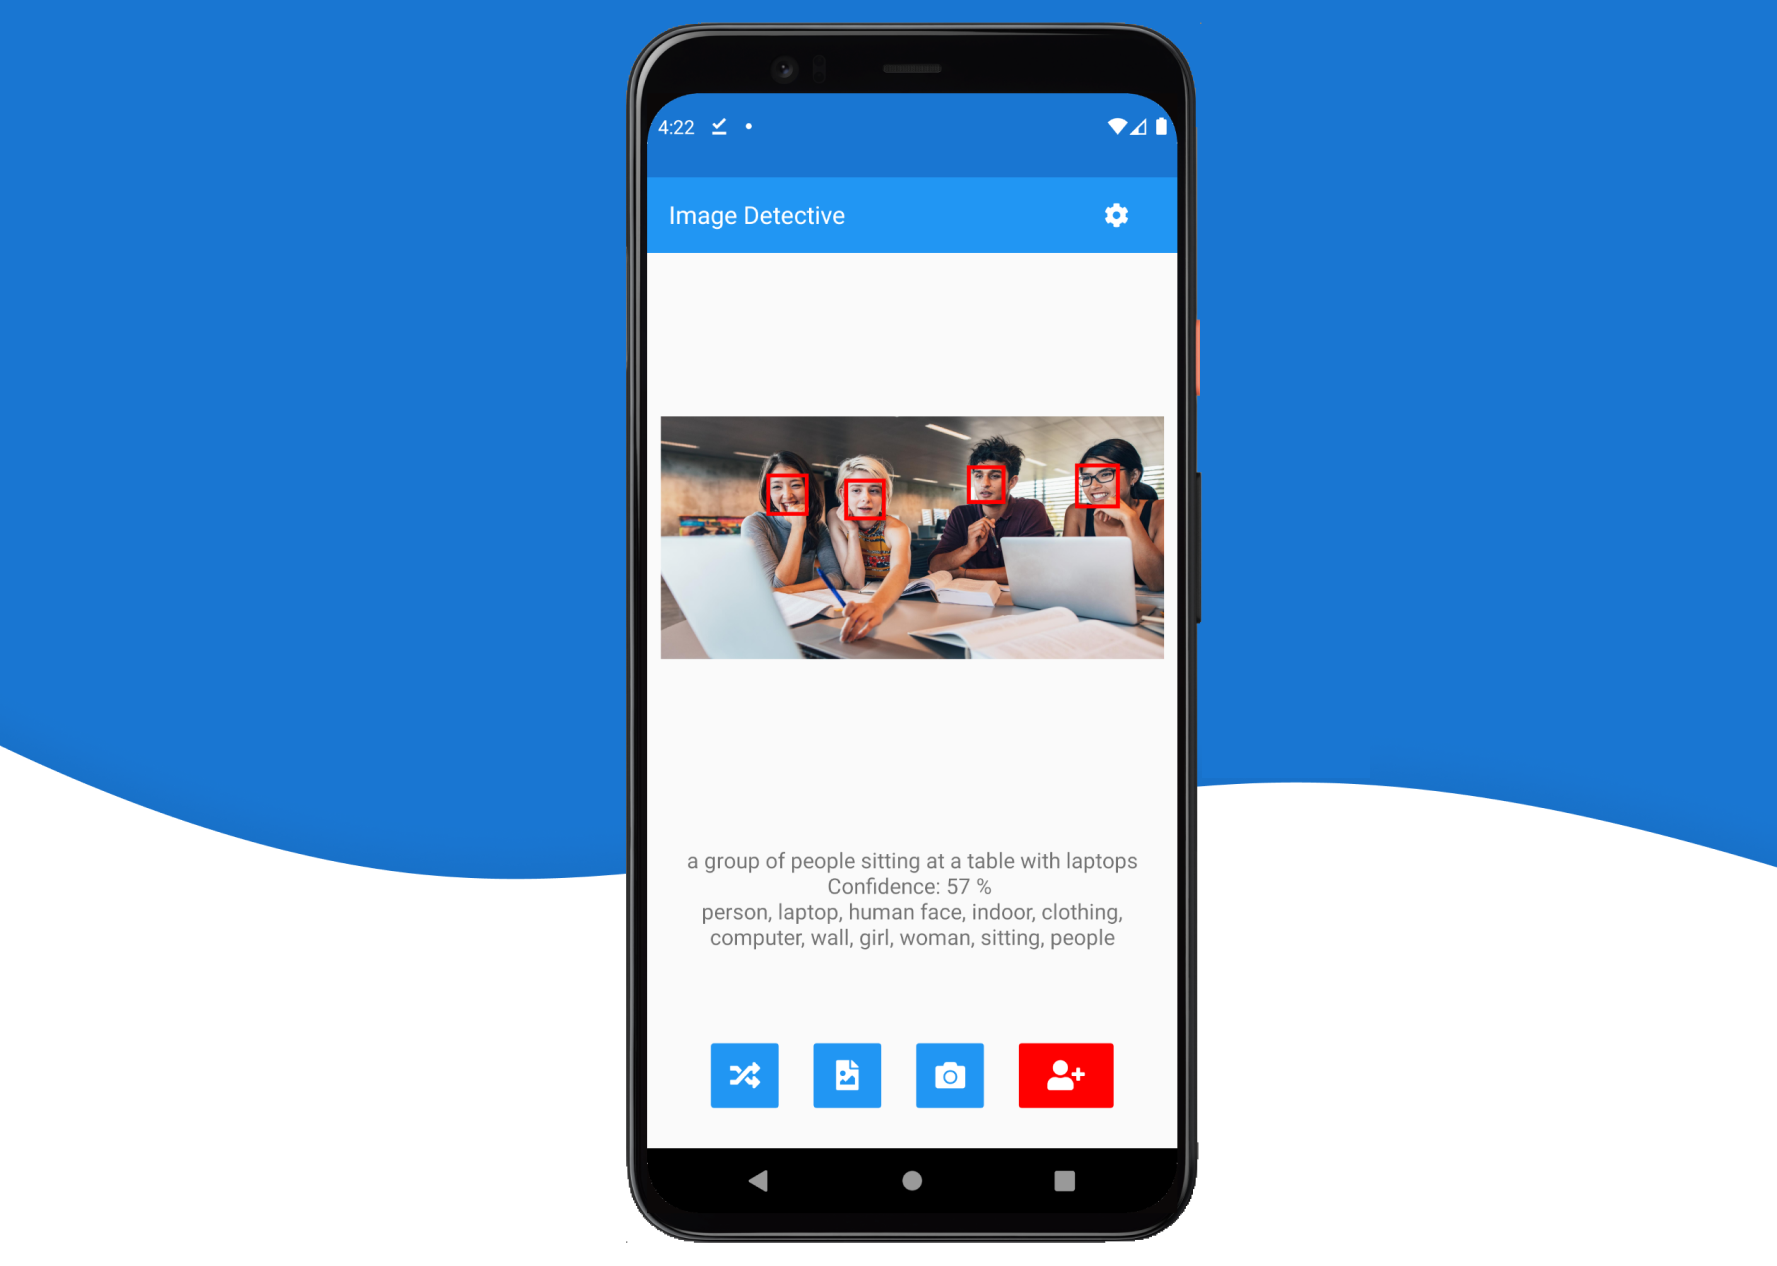 4:22
Image Detective
a group of people sitting at a table with laptops
Confidence: 57 %
person, laptop, human face, indoor, clothing,
computer, wall, girl, woman, sitting, people